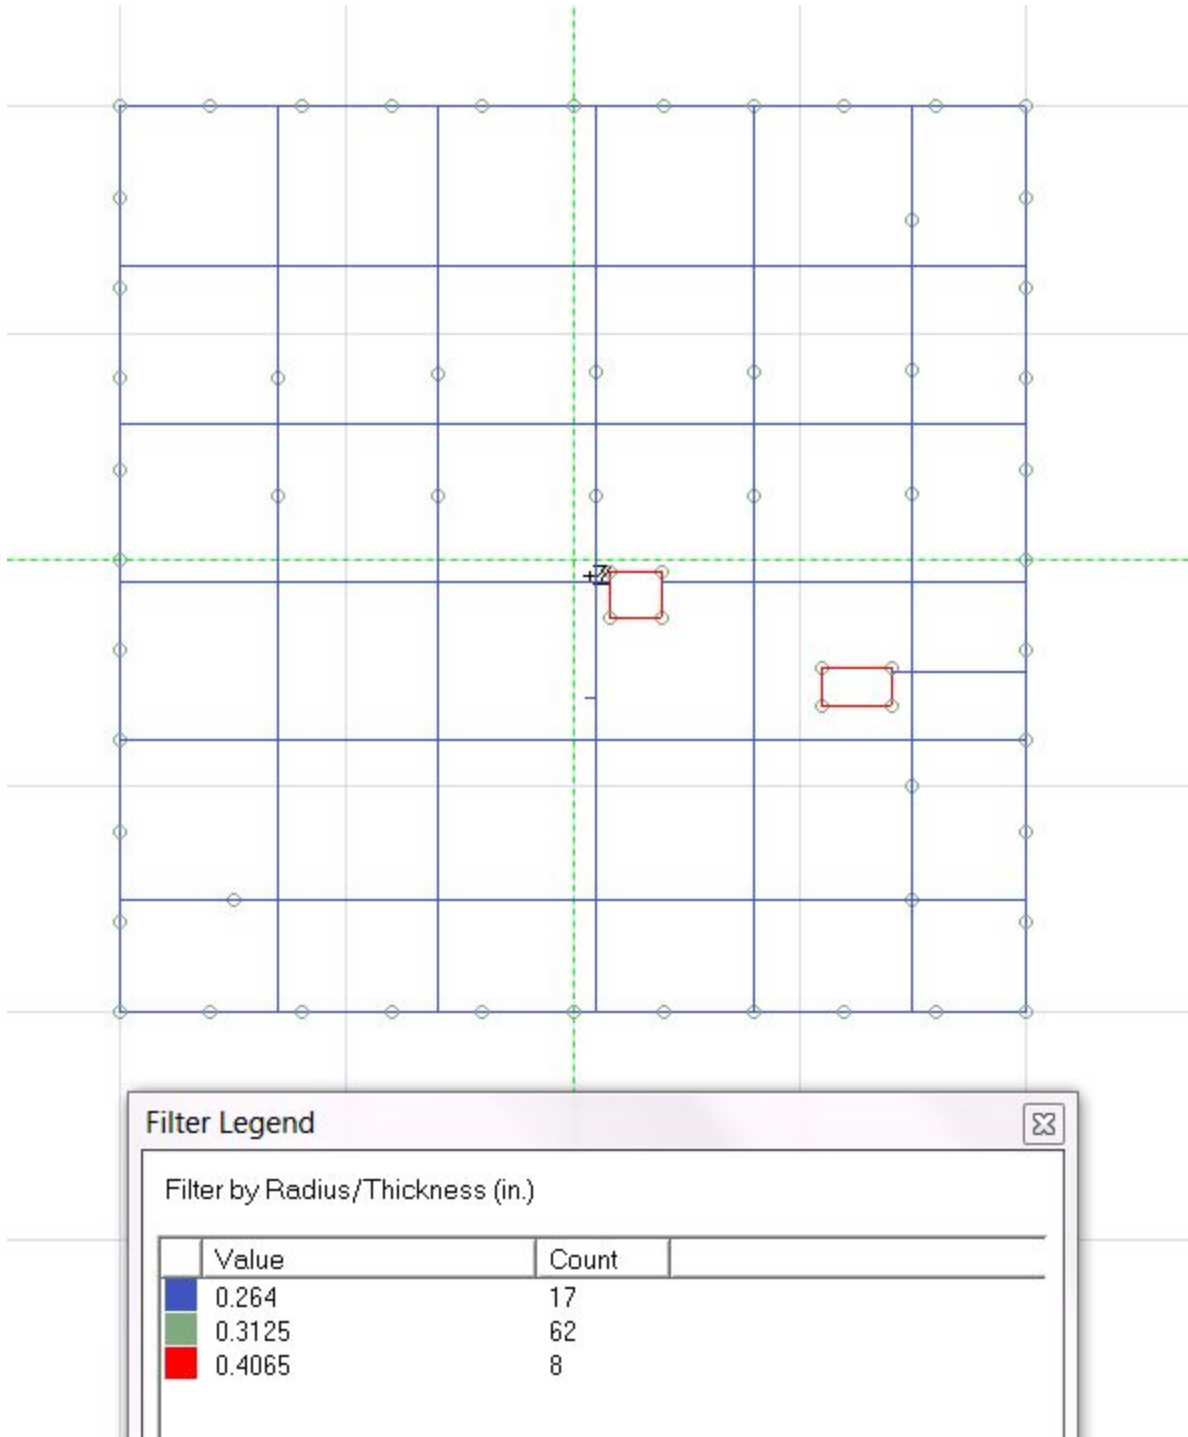 Filter Legend
Filter by Radius/Thickness (in.)
Value Count
0.264 17
0.3125 62
0.4065 8